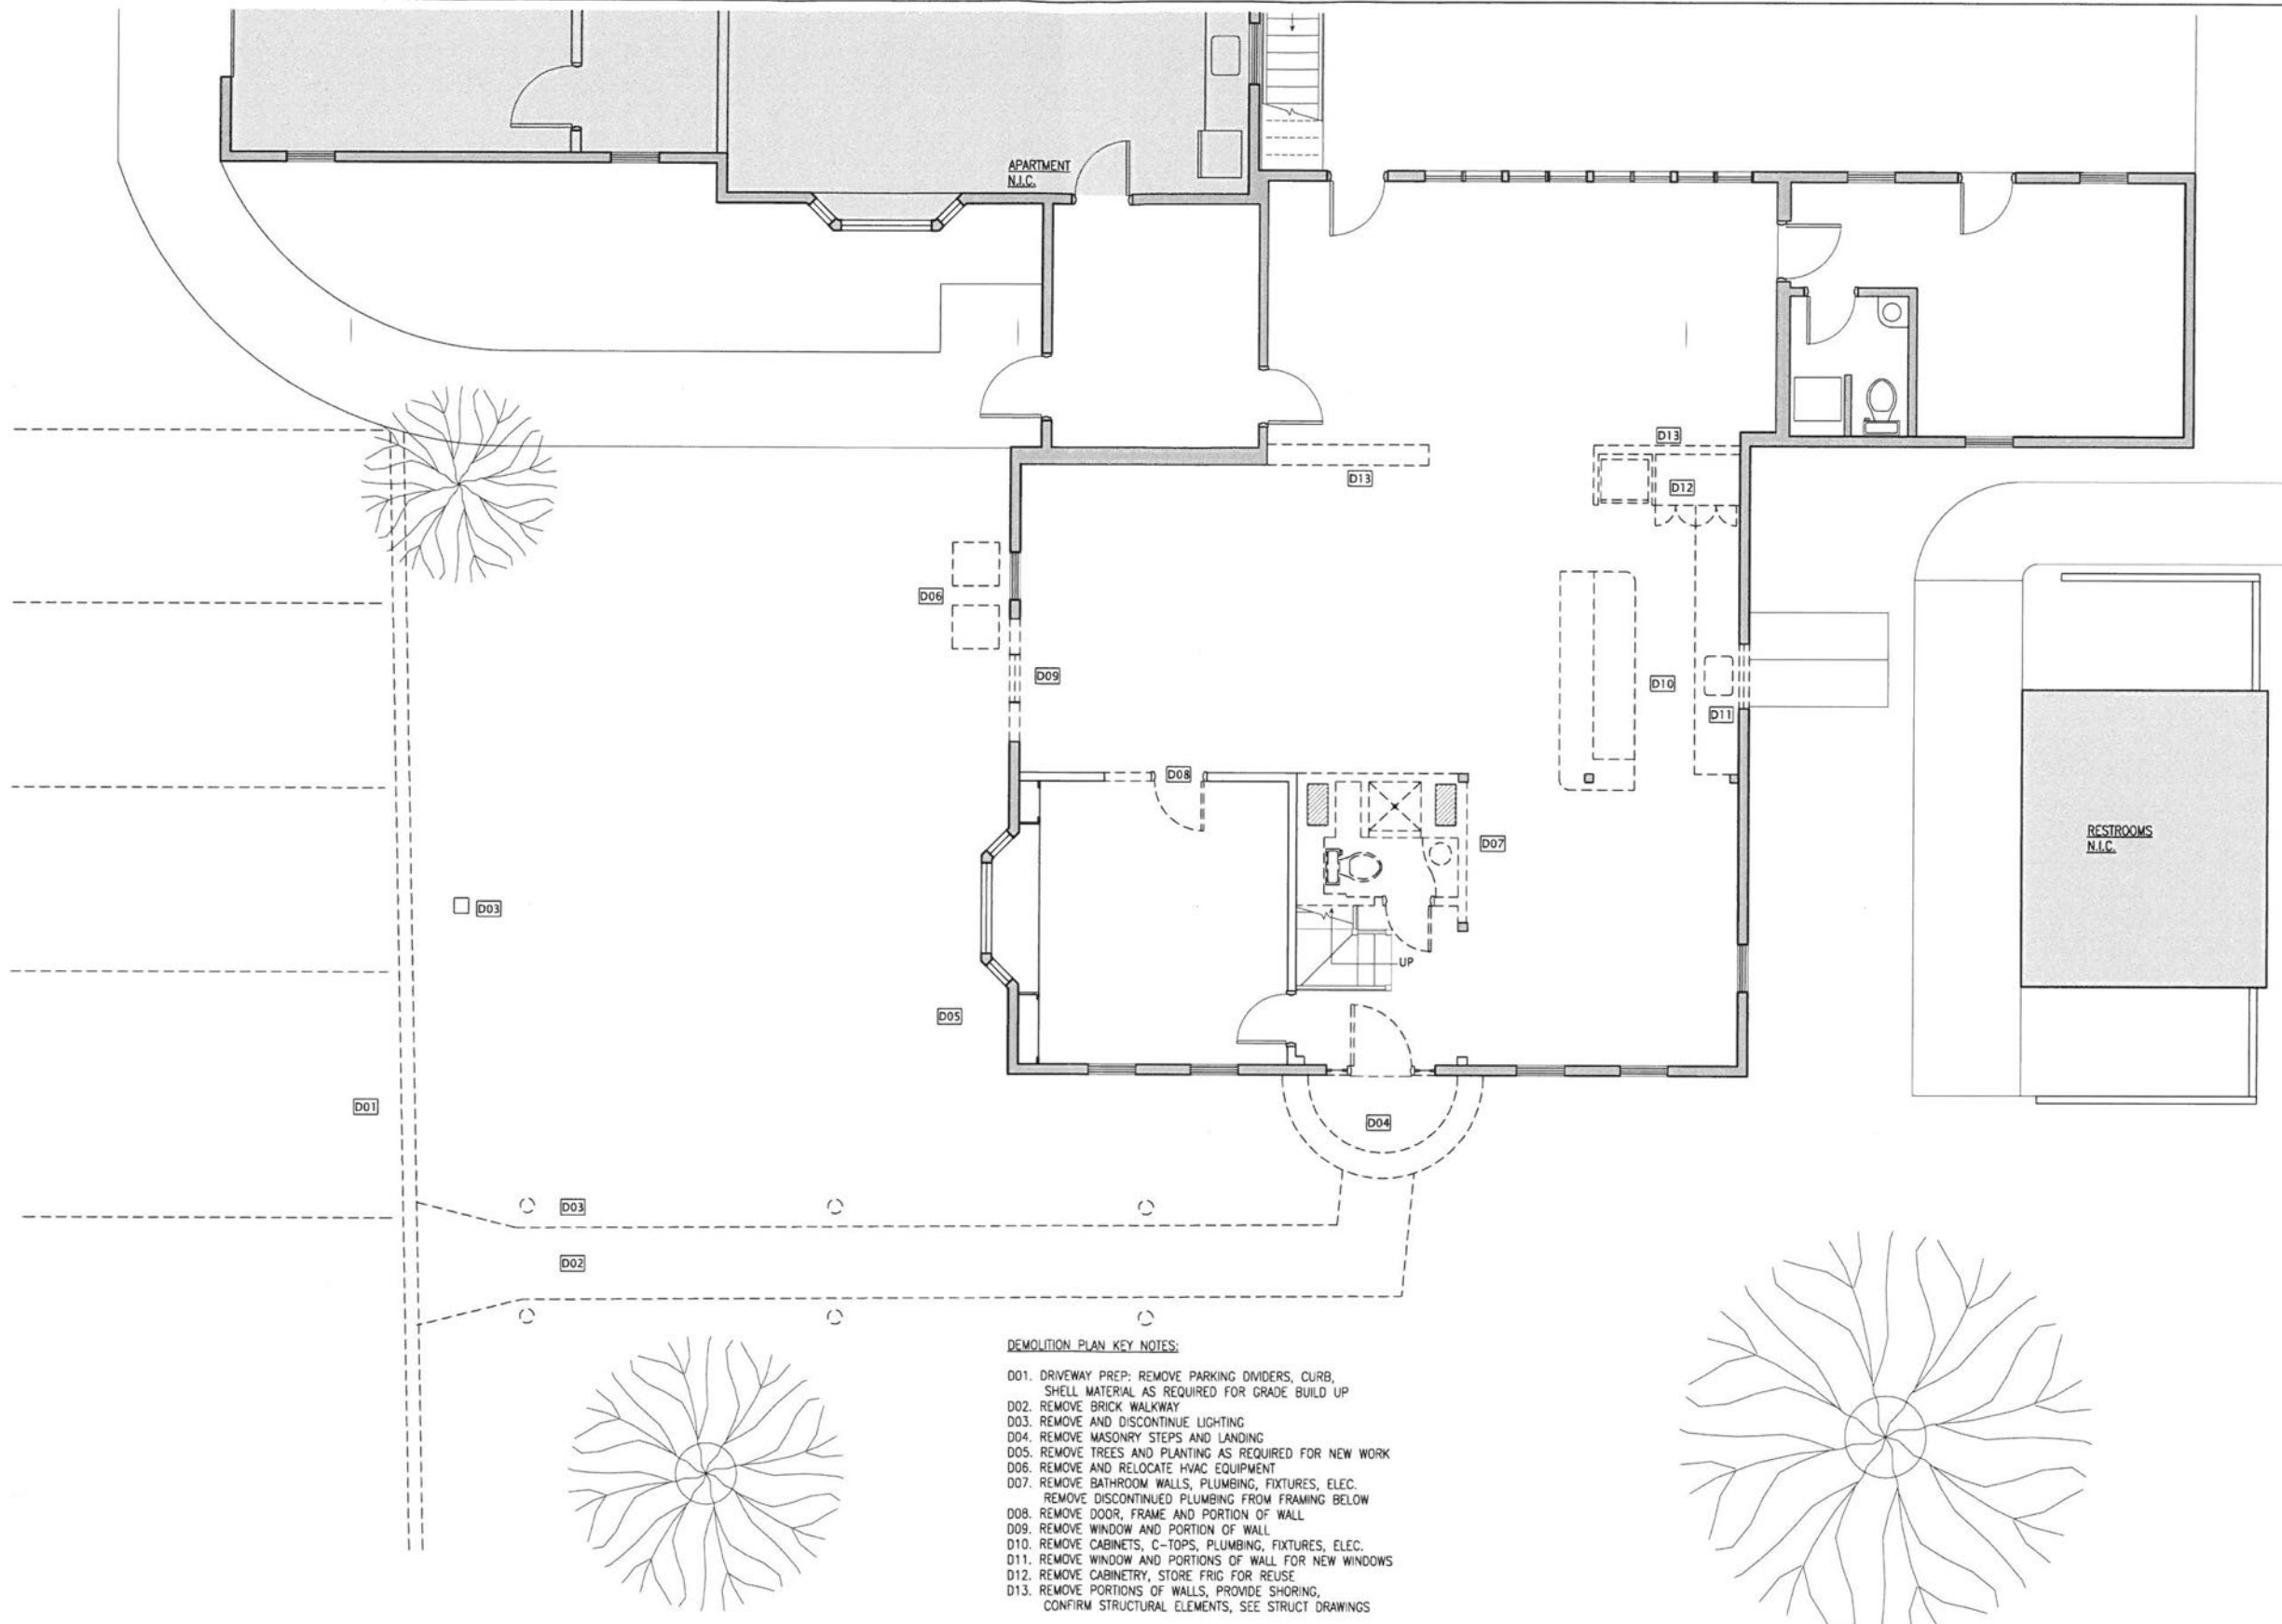 APARTMENT
N.I.C.
D13
D13
D12
D06
D09
D10
D11
D08
D07
RESTROOMS
N.I.C.
D03
UP
D05
D01
D04
D03
D02
DEMOLITION PLAN KEY NOTES:
D01. DRIVEWAY PREP: REMOVE PARKING DIVIDERS, CURB,
SHELL MATERIAL AS REQUIRED FOR GRADE BUILD UP
D02. REMOVE BRICK WALKWAY
D03. REMOVE AND DISCONTINUE LIGHTING
D04. REMOVE MASONRY STEPS AND LANDING
D05. REMOVE TREES AND PLANTING AS REQUIRED FOR NEW WORK
D06. REMOVE AND RELOCATE HVAC EQUIPMENT
D07. REMOVE BATHROOM WALLS, PLUMBING, FIXTURES, ELEC.
REMOVE DISCONTINUED PLUMBING FROM FRAMING BELOW
D08. REMOVE DOOR, FRAME AND PORTION OF WALL
D09. REMOVE WINDOW AND PORTION OF WALL
D10. REMOVE CABINETS, C-TOPS, PLUMBING, FIXTURES, ELEC.
D11. REMOVE WINDOW AND PORTIONS OF WALL FOR NEW WINDOWS
D12. REMOVE CABINETRY, STORE FRIG FOR REUSE
D13. REMOVE PORTIONS OF WALLS, PROVIDE SHORING,
CONFIRM STRUCTURAL ELEMENTS, SEE STRUCT DRAWINGS